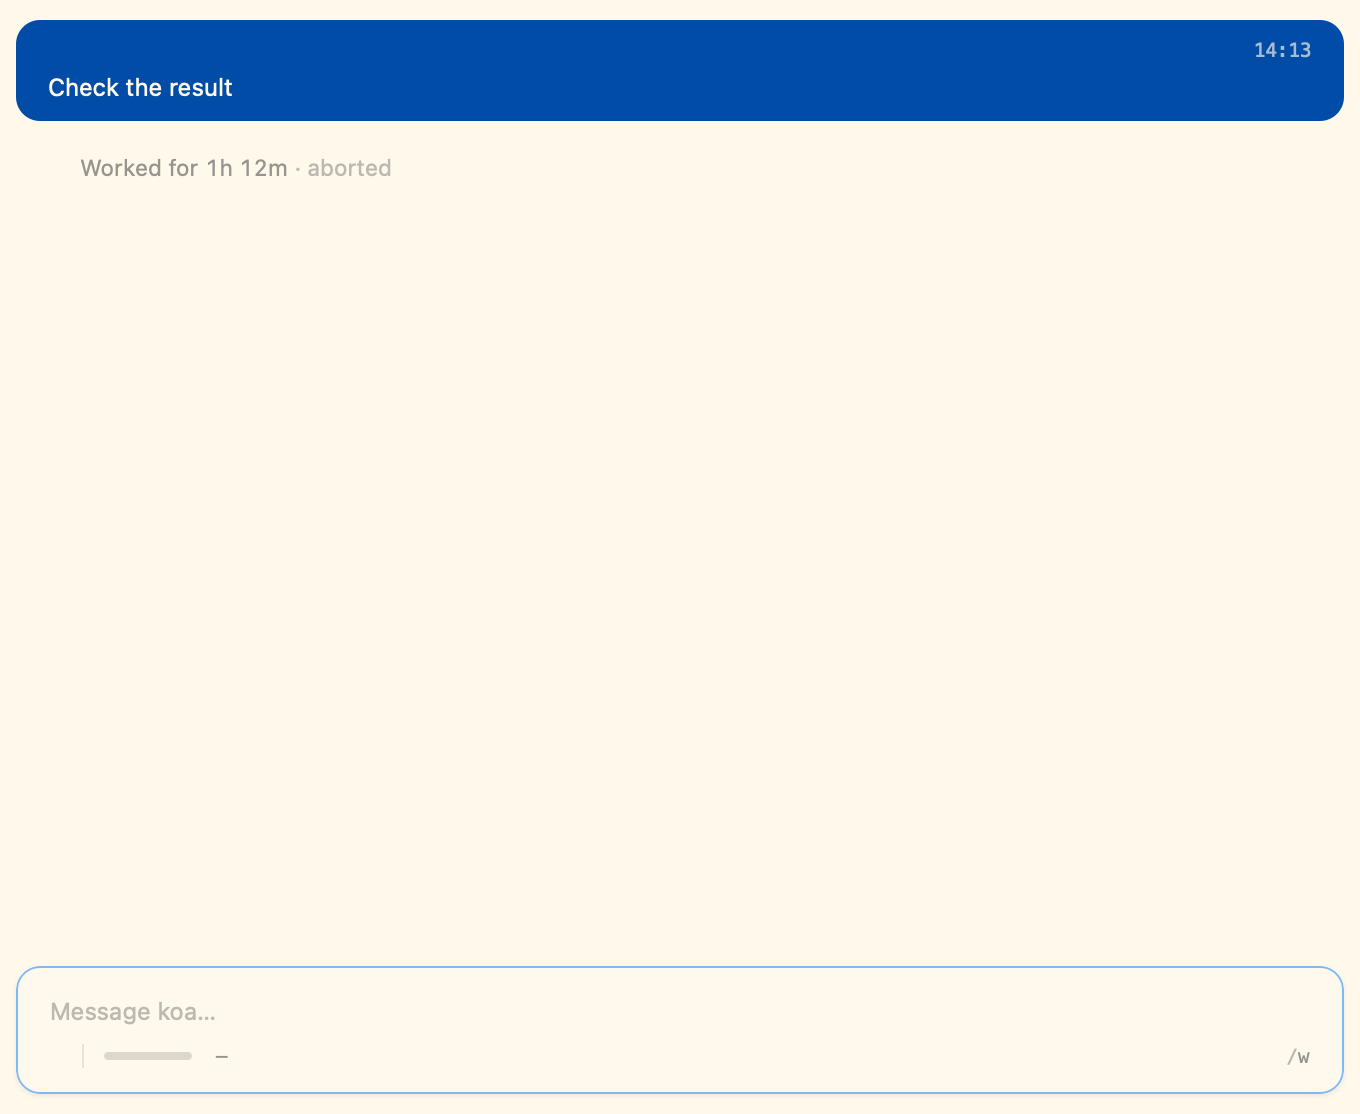 14:13
Check the result
Worked for 1h 12m · aborted
Message koa...
— /w